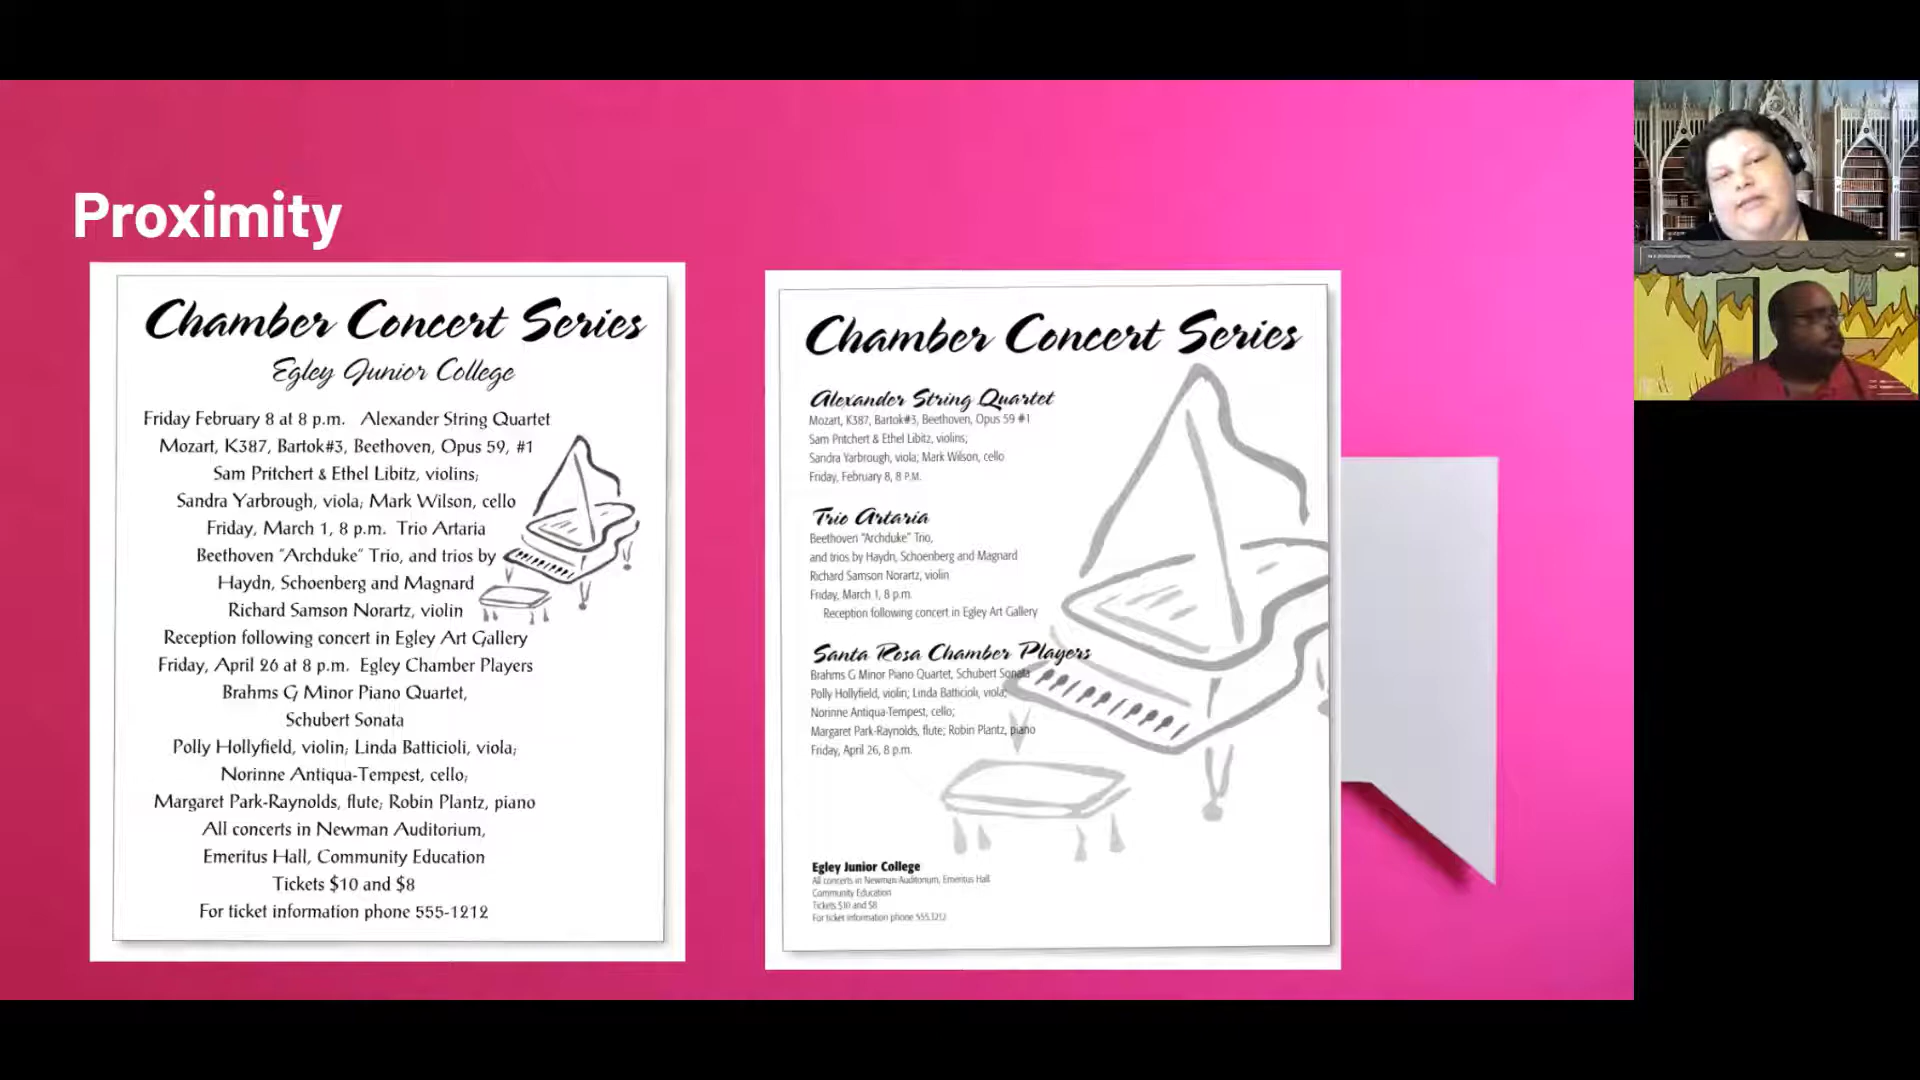 Proximity
Chamber Concert Series
Egley Junior College
Friday February 8 at 8 p.m. Alexander String Quartet
Mozart, K387, Bartok#3, Beethoven, Opus 59, #1
Sam Pritchert & Ethel Libitz, violins;
Sandra Yarbrough, viola; Mark Wilson, cello
Friday, March 1, 8 p.m. Trio Artaria
Beethoven "Archduke" Trio, and trios by
Haydn, Schoenberg and Magnard
Richard Samson Norartz, violin
Reception following concert in Egley Art Gallery
Friday, April 26 at 8 p.m. Egley Chamber Players
Brahms G Minor Piano Quartet,
Schubert Sonata
Polly Hollyfield, violin; Linda Batticioli, viola;
Norinne Antiqua-Tempest, cello;
Margaret Park-Raynolds, flute; Robin Plantz, piano
All concerts in Newman Auditorium,
Emeritus Hall, Community Education
Tickets $10 and $8
For ticket information phone 555-1212
Chamber Concert Series
Alexander String Quartet
Mozart, K387, Bartok#3, Beethoven, Opus 59 #1
Sam Pritchert & Ethel Libitz, violins;
Sandra Yarbrough, viola; Mark Wilson, cello
Friday, February 8, 8 P.M.
Trio Artaria
Beethoven "Archduke" Trio,
and trios by Haydn, Schoenberg and Magnard
Richard Samson Norartz, violin
Friday, March 1, 8 p.m.
Reception following concert in Egley Art Gallery
Santa Rosa Chamber Players
Brahms G Minor Piano Quartet, Schubert Sonata
Polly Hollyfield, violin; Linda Batticioli, viola;
Norinne Antiqua-Tempest, cello;
Margaret Park-Raynolds, flute; Robin Plantz, piano
Friday, April 26, 8 p.m.
Egley Junior College
All concerts in Newman Auditorium, Emeritus Hall
Community Education
Tickets $10 and $8
For ticket information phone 555.1212